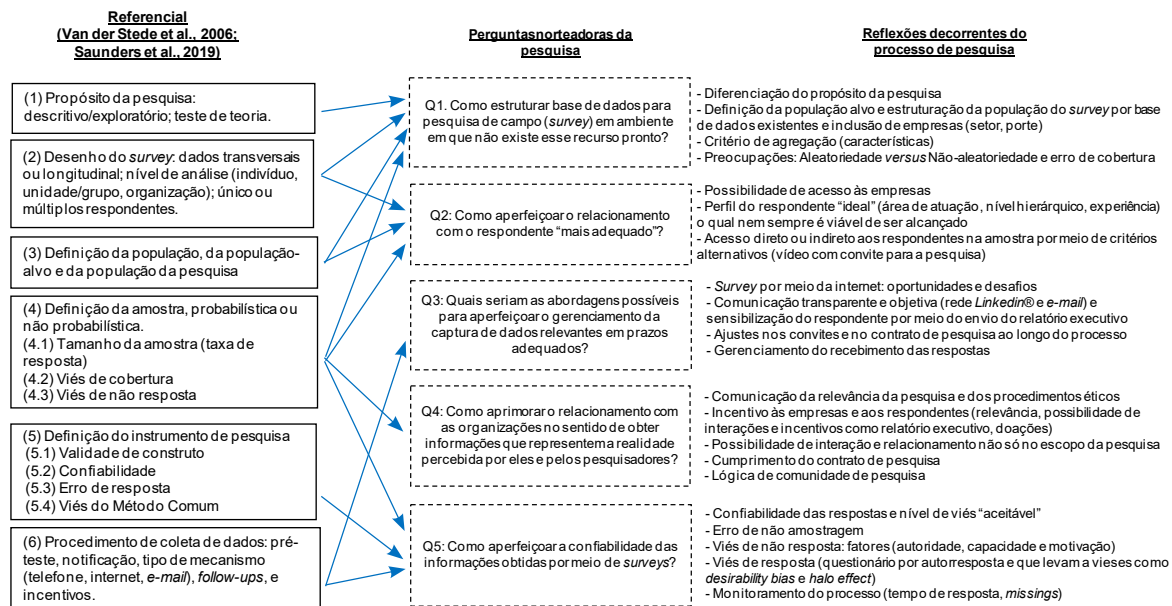 Referencial
(Van der Stede et al., 2006;
Saunders et al., 2019)
(1) Propósito da pesquisa:
descritivo/exploratório; teste de teoria.
(2) Desenho do survey: dados transversais
ou longitudinal; nível de análise (indivíduo,
unidade/grupo, organização); único ou
múltiplos respondentes.
(3) Definição da população, da população-
alvo e da população da pesquisa
(4) Definição da amostra, probabilística ou
não probabilística.
(4.1) Tamanho da amostra (taxa de
resposta)
(4.2) Viés de cobertura
(4.3) Viés de não resposta
(5) Definição do instrumento de pesquisa
(5.1) Validade de construto
(5.2) Confiabilidade
(5.3) Erro de resposta
(5.4) Viés do Método Comum
(6) Procedimento de coleta de dados: pré-
teste, notificação, tipo de mecanismo
(telefone, internet, e-mail), follow-ups, e
incentivos.
Perguntasnorteadoras da
pesquisa
Q1. Como estruturar base de dados para
pesquisa de campo (survey) em ambiente
em que não existe esse recurso pronto?
Q2: Como aperfeiçoar o relacionamento
com o respondente “mais adequado”?
Q3: Quais seriam as abordagens possíveis
para aperfeiçoar o gerenciamento da
captura de dados relevantes em prazos
adequados?
Q4: Como aprimorar o relacionamento com
as organizações no sentido de obter
informações que representem a realidade
percebida por eles e pelos pesquisadores?
Q5: Como aperfeiçoar a confiabilidade das
informações obtidas por meio de surveys?
Reflexões decorrentes do
processo de pesquisa
- Diferenciação do propósito da pesquisa
- Definição da população alvo e estruturação da população do survey por base
de dados existentes e inclusão de empresas (setor, porte)
- Critério de agregação (características)
- Preocupações: Aleatoriedade versus Não-aleatoriedade e erro de cobertura
- Possibilidade de acesso às empresas
- Perfil do respondente “ideal” (área de atuação, nível hierárquico, experiência)
o qual nem sempre é viável de ser alcançado
- Acesso direto ou indireto aos respondentes na amostra por meio de critérios
alternativos (vídeo com convite para a pesquisa)
- Survey por meio da internet: oportunidades e desafios
- Comunicação transparente e objetiva (rede Linkedin® e e-mail) e
sensibilização do respondente por meio do envio do relatório executivo
- Ajustes nos convites e no contrato de pesquisa ao longo do processo
- Gerenciamento do recebimento das respostas
- Comunicação da relevância da pesquisa e dos procedimentos éticos
- Incentivo às empresas e aos respondentes (relevância, possibilidade de
interações e incentivos como relatório executivo, doações)
- Possibilidade de interação e relacionamento não só no escopo da pesquisa
- Cumprimento do contrato de pesquisa
- Lógica de comunidade de pesquisa
- Confiabilidade das respostas e nível de viés “aceitável”
- Erro de não amostragem
- Viés de não resposta: fatores (autoridade, capacidade e motivação)
- Viés de resposta (questionário por autorresposta e que levam a vieses como
desirability bias e halo effect)
- Monitoramento do processo (tempo de resposta, missings)